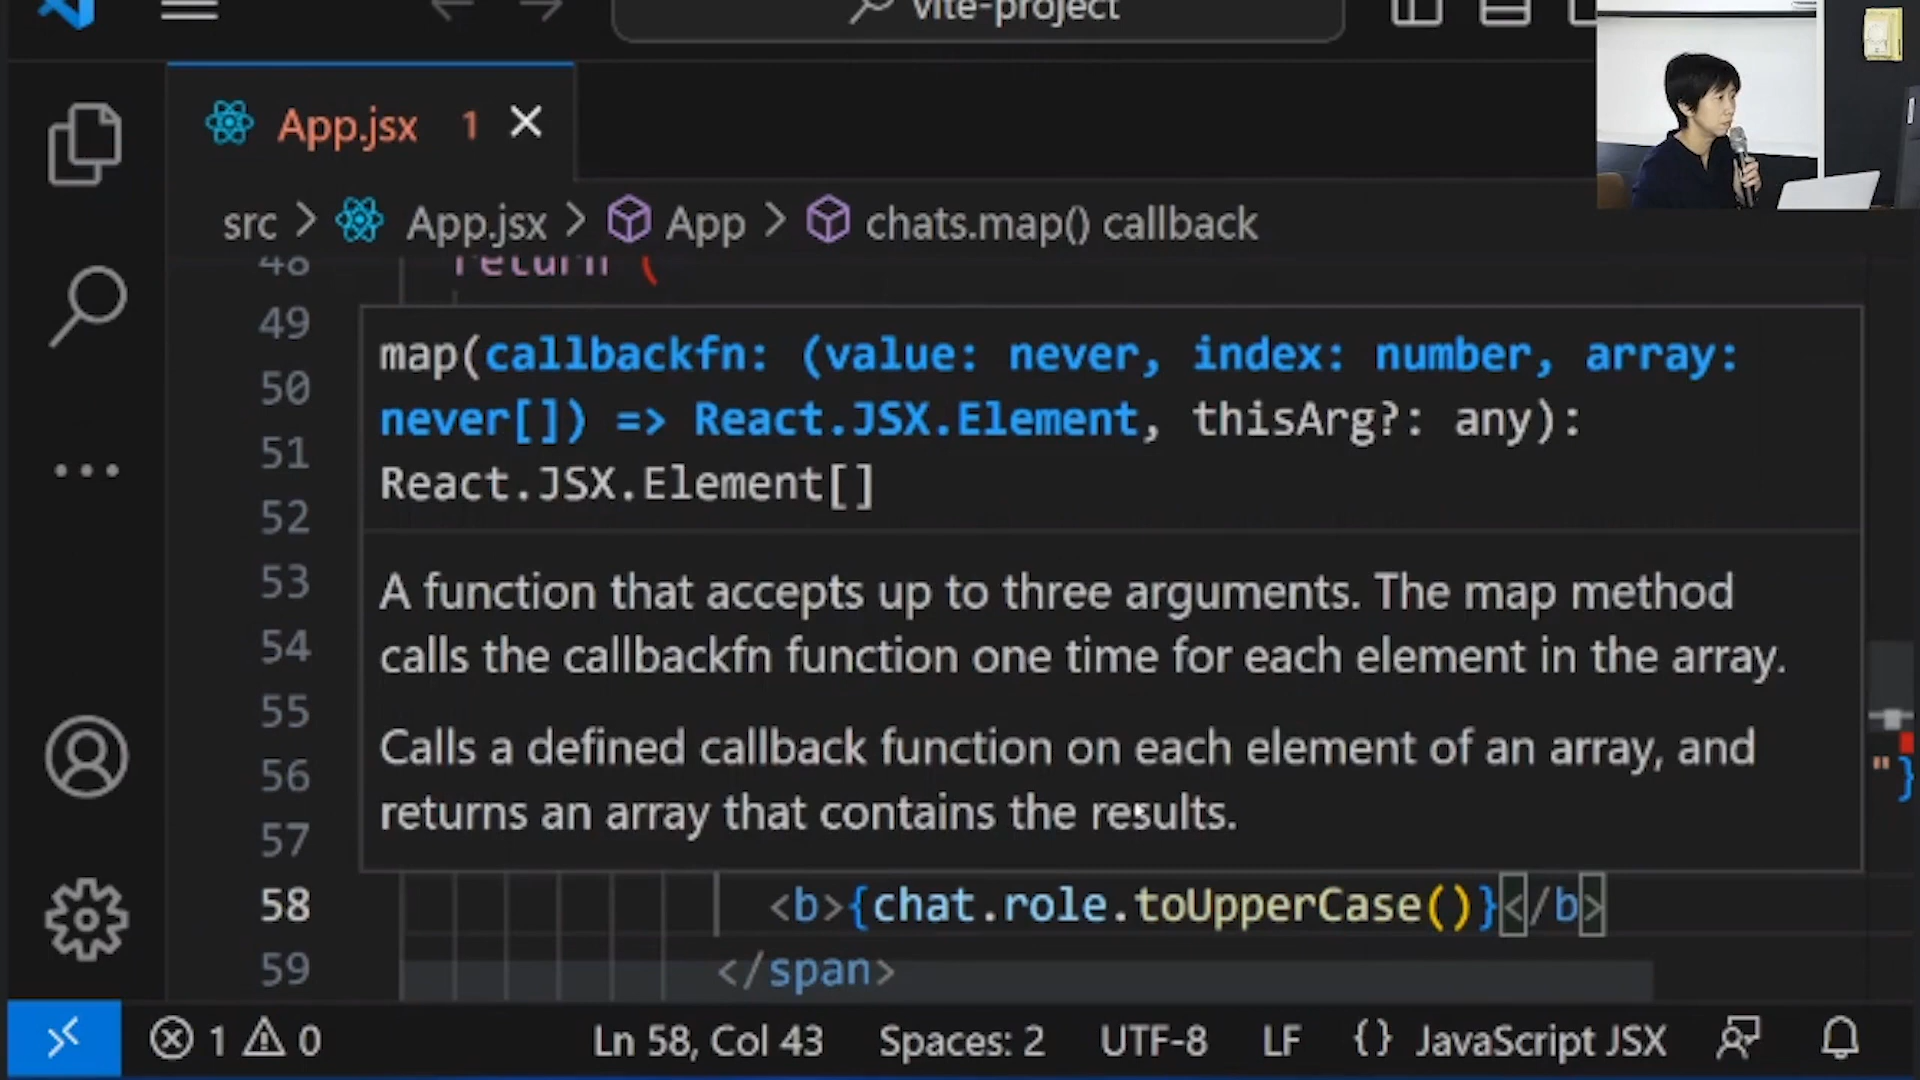 vite-project
App.jsx 1
src > App.jsx > App > chats.map() callback
48 return (
49
map(callbackfn: (value: never, index: number, array:
50
never[]) => React.JSX.Element, thisArg?: any):
51
React.JSX.Element[]
52
53
A function that accepts up to three arguments. The map method
54
calls the callbackfn function one time for each element in the array.
55
Calls a defined callback function on each element of an array, and
56
"}
returns an array that contains the results.
57
58 <b>{chat.role.toUpperCase()}</b>
59 </span>
1 0 Ln 58, Col 43 Spaces: 2 UTF-8 LF {} JavaScript JSX